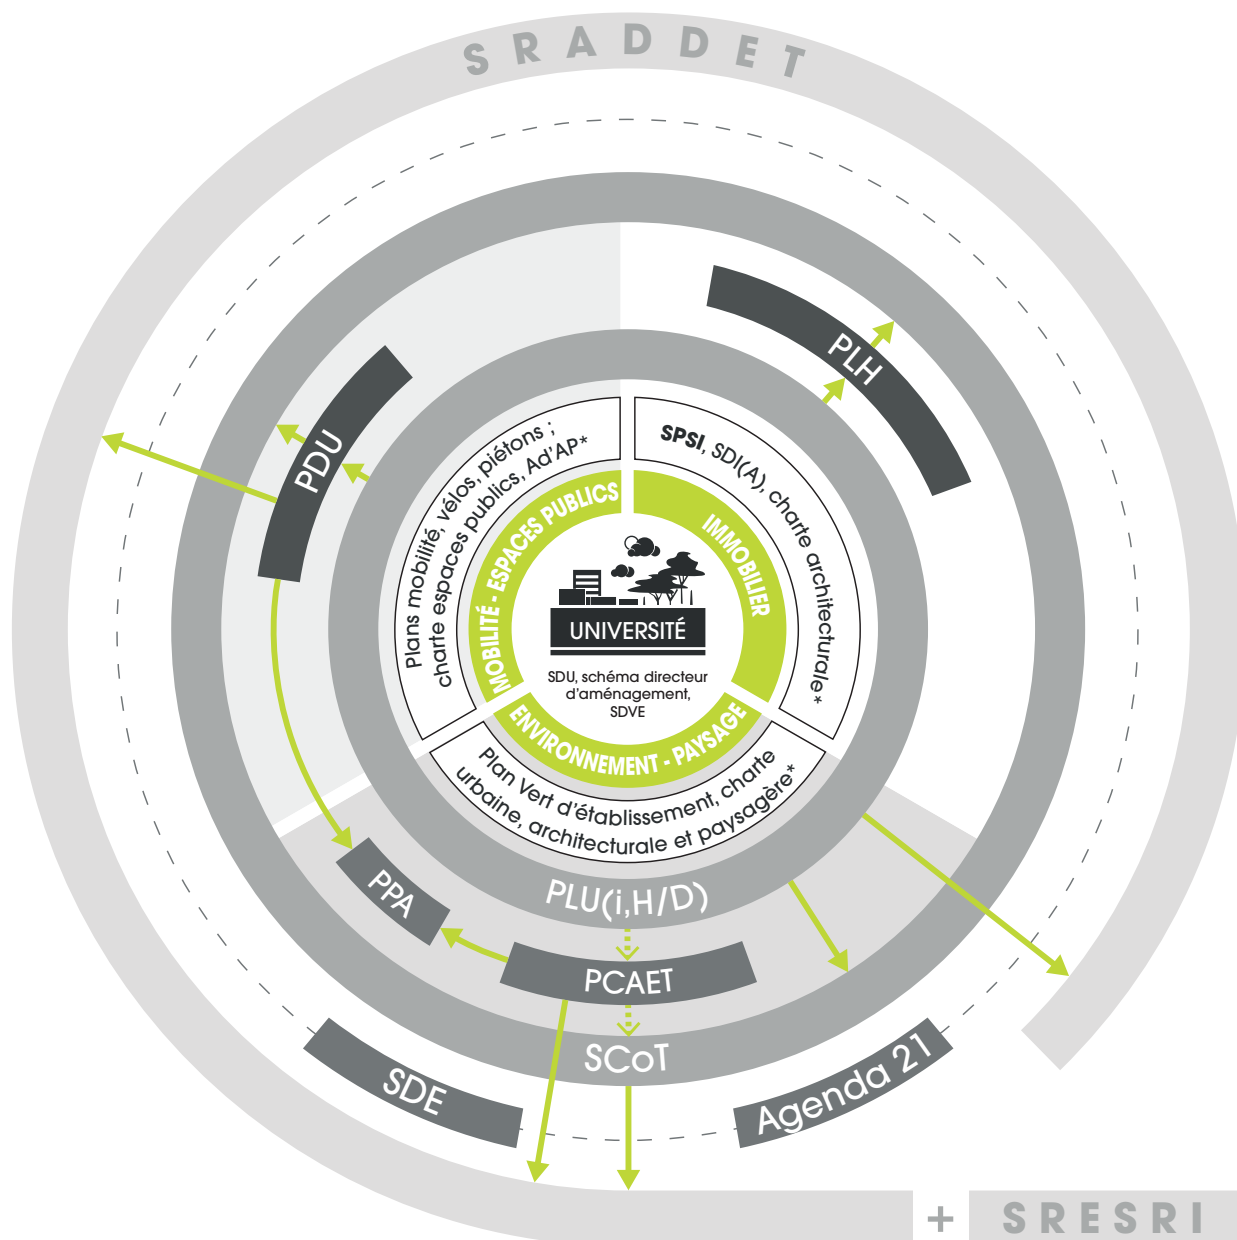 SRADDET
PLH
PDU
Plans mobilité, vélos, piétons ;
charte espaces publics, Ad'AP*
SPSI, SDI(A), charte architecturale*
MOBILITÉ - ESPACES PUBLICS
IMMOBILIER
UNIVERSITÉ
SDU, schéma directeur
d'aménagement,
SDVE
ENVIRONNEMENT - PAYSAGE
Plan Vert d'établissement, charte
urbaine, architecturale et paysagère*
PLU(i,H/D)
PPA
PCAET
SCoT
SDE
Agenda 21
+ SRESRI